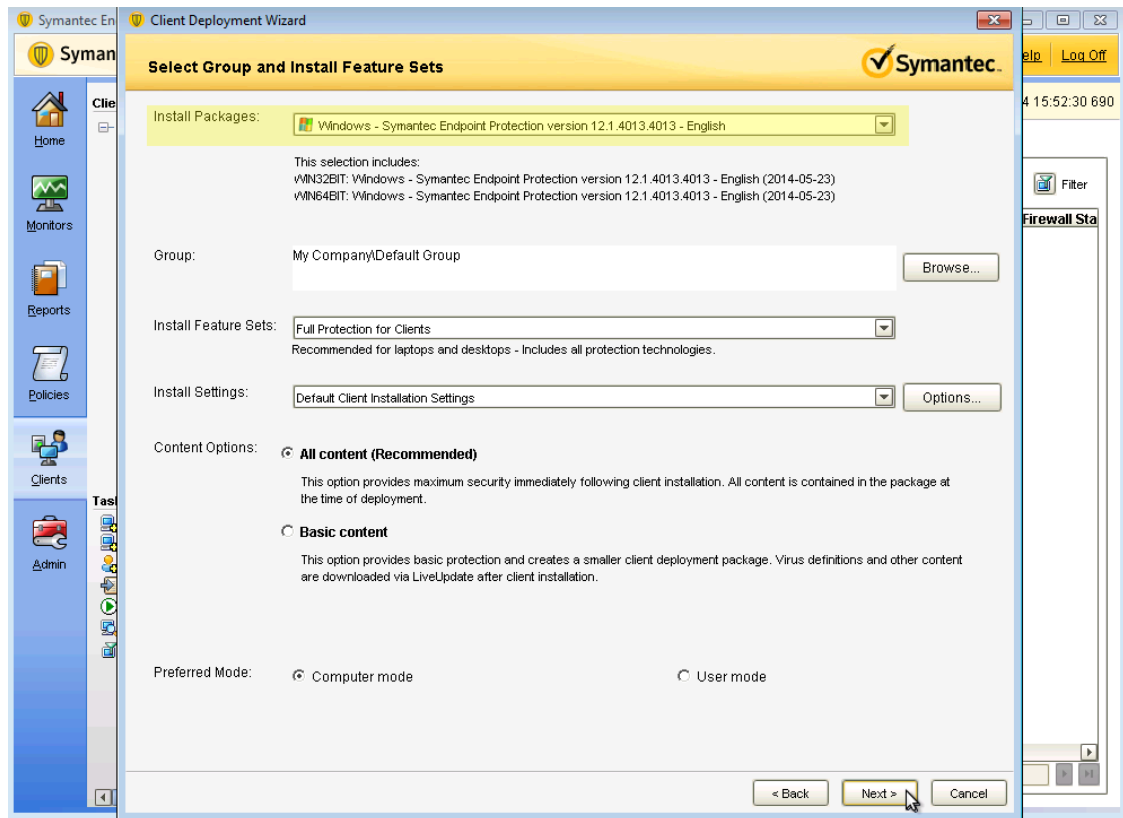 Symantec En
Client Deployment Wizard
Syman
Select Group and Install Feature Sets
Symantec.
elp Log Off
4 15:52:30 690
Home
Monitors
Reports
Policies
Clients
Admin
Clie
Tas
Install Packages:
Windows - Symantec Endpoint Protection version 12.1.4013.4013 - English
This selection includes:
WIN32BIT: Windows - Symantec Endpoint Protection version 12.1.4013.4013 - English (2014-05-23)
WIN64BIT: Windows - Symantec Endpoint Protection version 12.1.4013.4013 - English (2014-05-23)
Group:
My Company\Default Group
Browse...
Install Feature Sets:
Full Protection for Clients
Recommended for laptops and desktops - Includes all protection technologies.
Install Settings:
Default Client Installation Settings
Options...
Content Options:
All content (Recommended)
This option provides maximum security immediately following client installation. All content is contained in the package at
the time of deployment.
Basic content
This option provides basic protection and creates a smaller client deployment package. Virus definitions and other content
are downloaded via LiveUpdate after client installation.
Preferred Mode:
Computer mode
User mode
< Back
Next >
Cancel
Filter
Firewall Sta